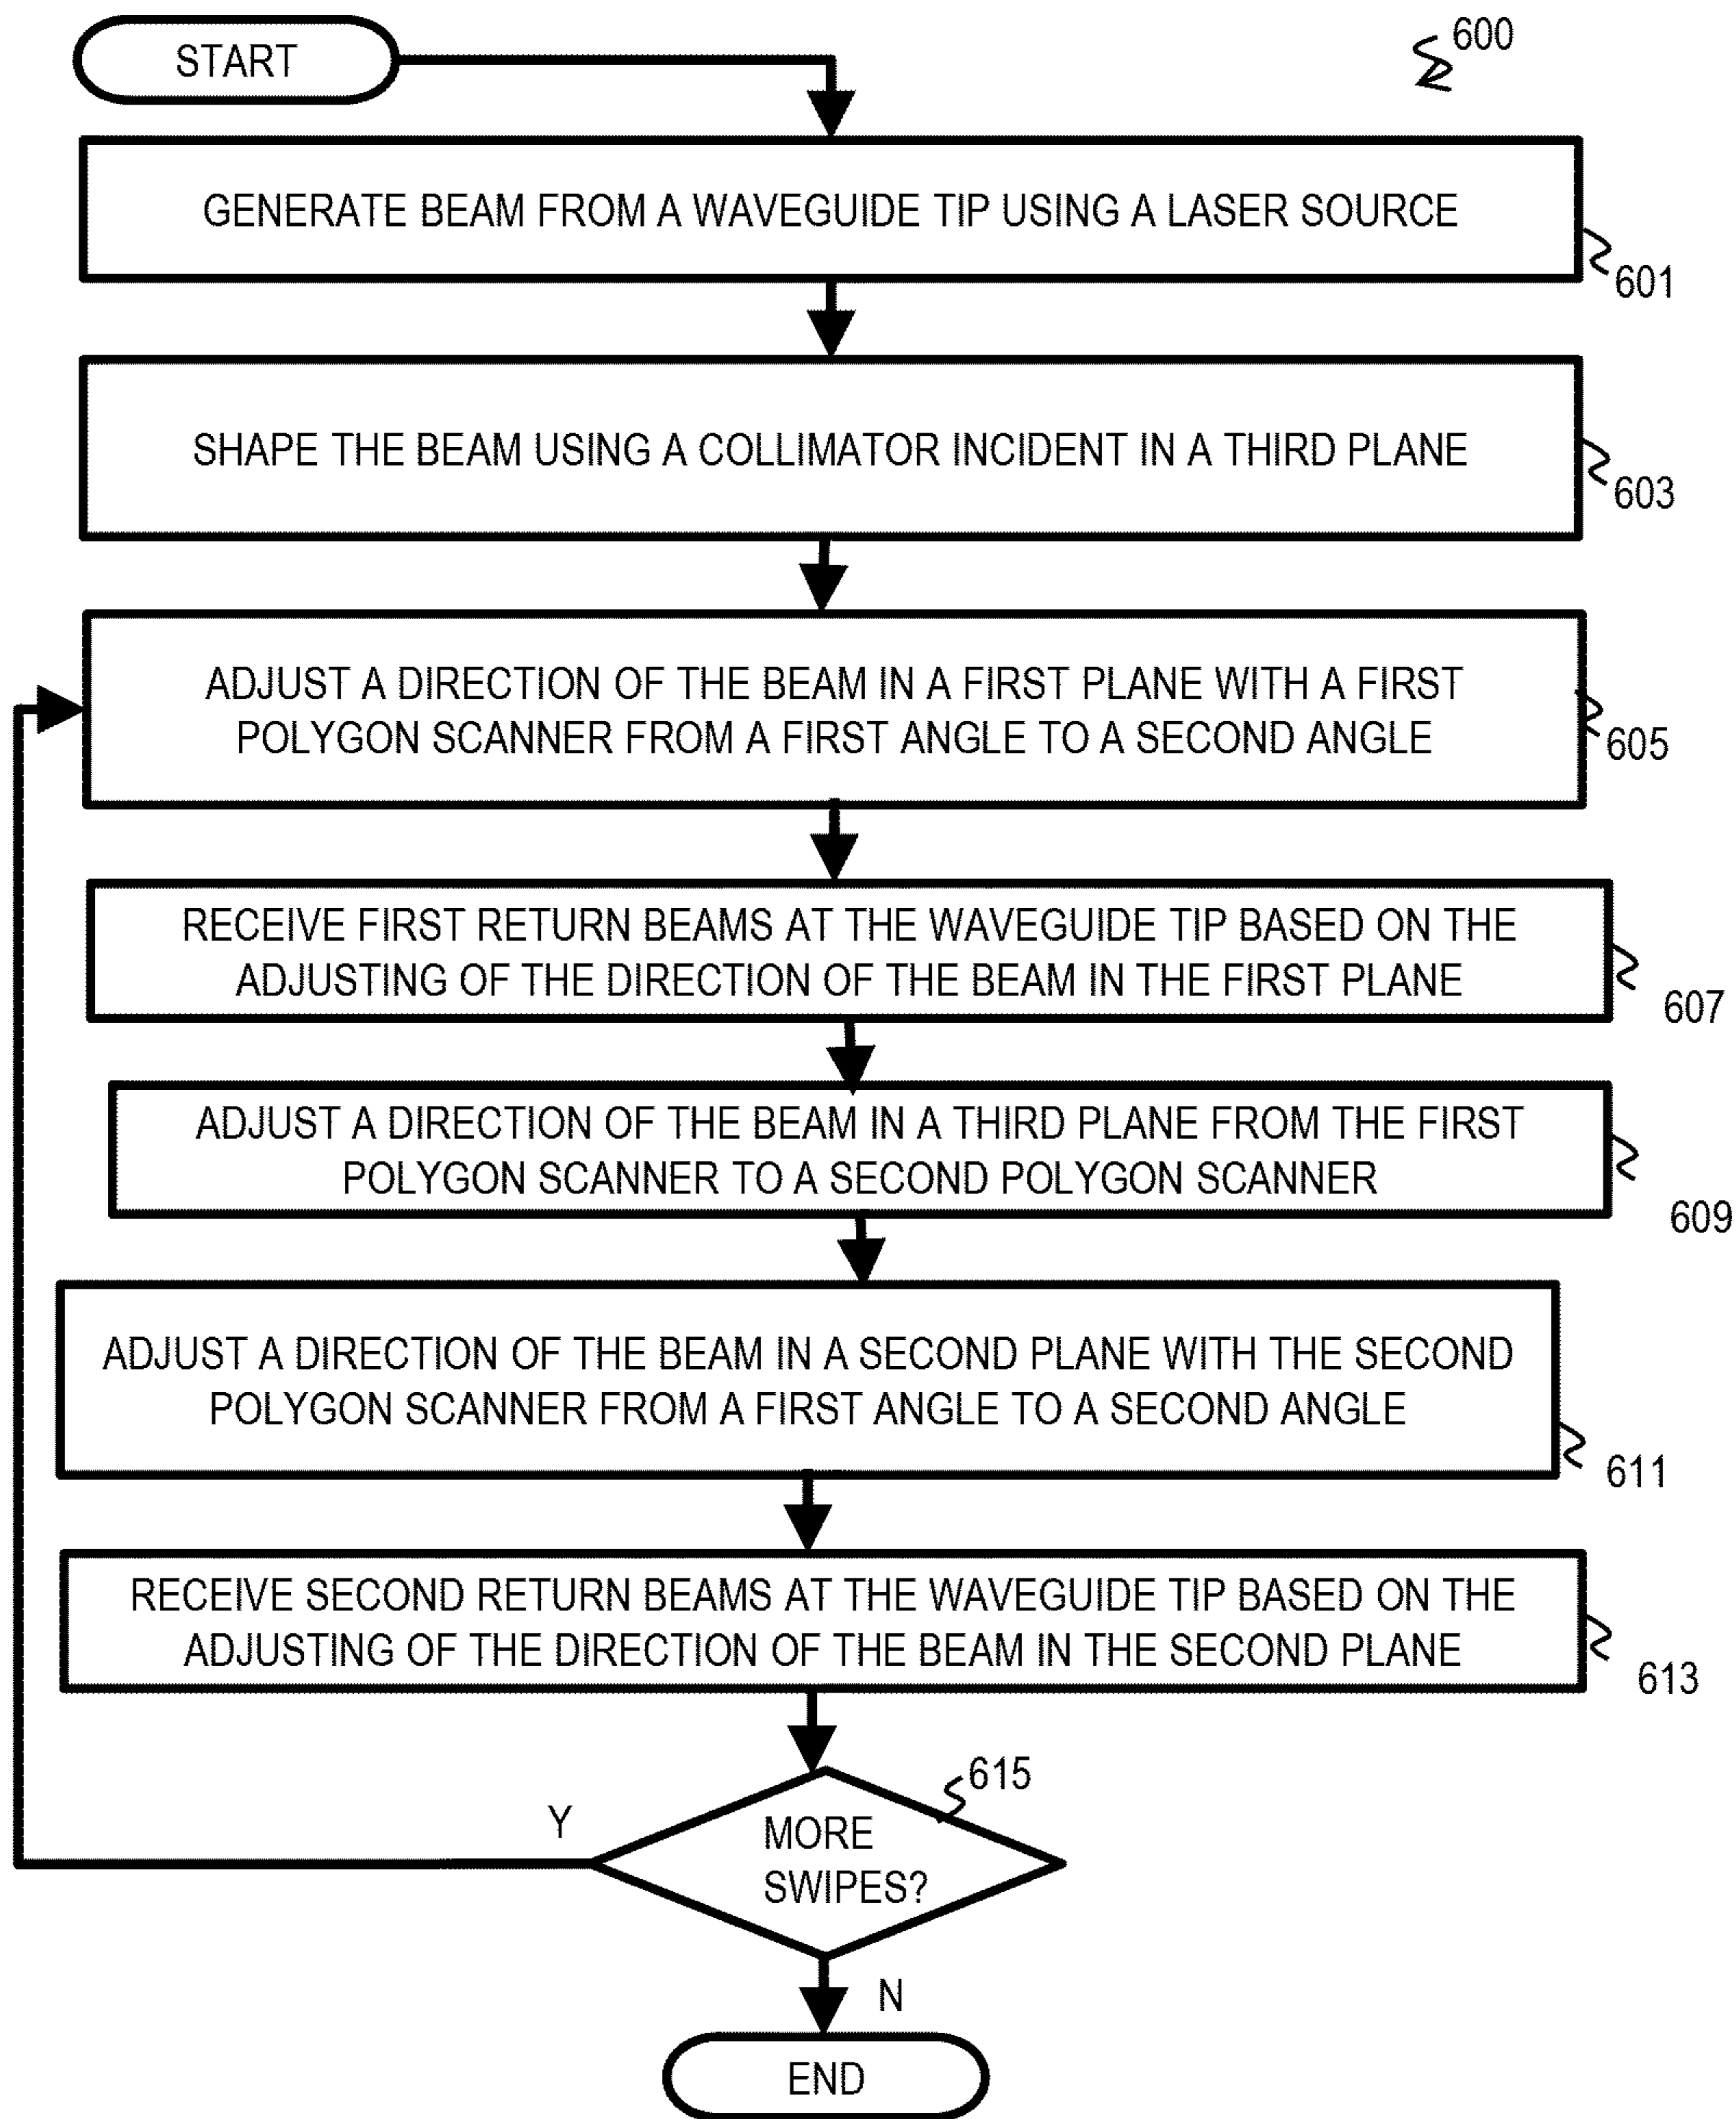 START
600
GENERATE BEAM FROM A WAVEGUIDE TIP USING A LASER SOURCE
601
SHAPE THE BEAM USING A COLLIMATOR INCIDENT IN A THIRD PLANE
603
ADJUST A DIRECTION OF THE BEAM IN A FIRST PLANE WITH A FIRST
POLYGON SCANNER FROM A FIRST ANGLE TO A SECOND ANGLE
605
RECEIVE FIRST RETURN BEAMS AT THE WAVEGUIDE TIP BASED ON THE
ADJUSTING OF THE DIRECTION OF THE BEAM IN THE FIRST PLANE
607
ADJUST A DIRECTION OF THE BEAM IN A THIRD PLANE FROM THE FIRST
POLYGON SCANNER TO A SECOND POLYGON SCANNER
609
ADJUST A DIRECTION OF THE BEAM IN A SECOND PLANE WITH THE SECOND
POLYGON SCANNER FROM A FIRST ANGLE TO A SECOND ANGLE
611
RECEIVE SECOND RETURN BEAMS AT THE WAVEGUIDE TIP BASED ON THE
ADJUSTING OF THE DIRECTION OF THE BEAM IN THE SECOND PLANE
613
615
Y
MORE
SWIPES?
N
END